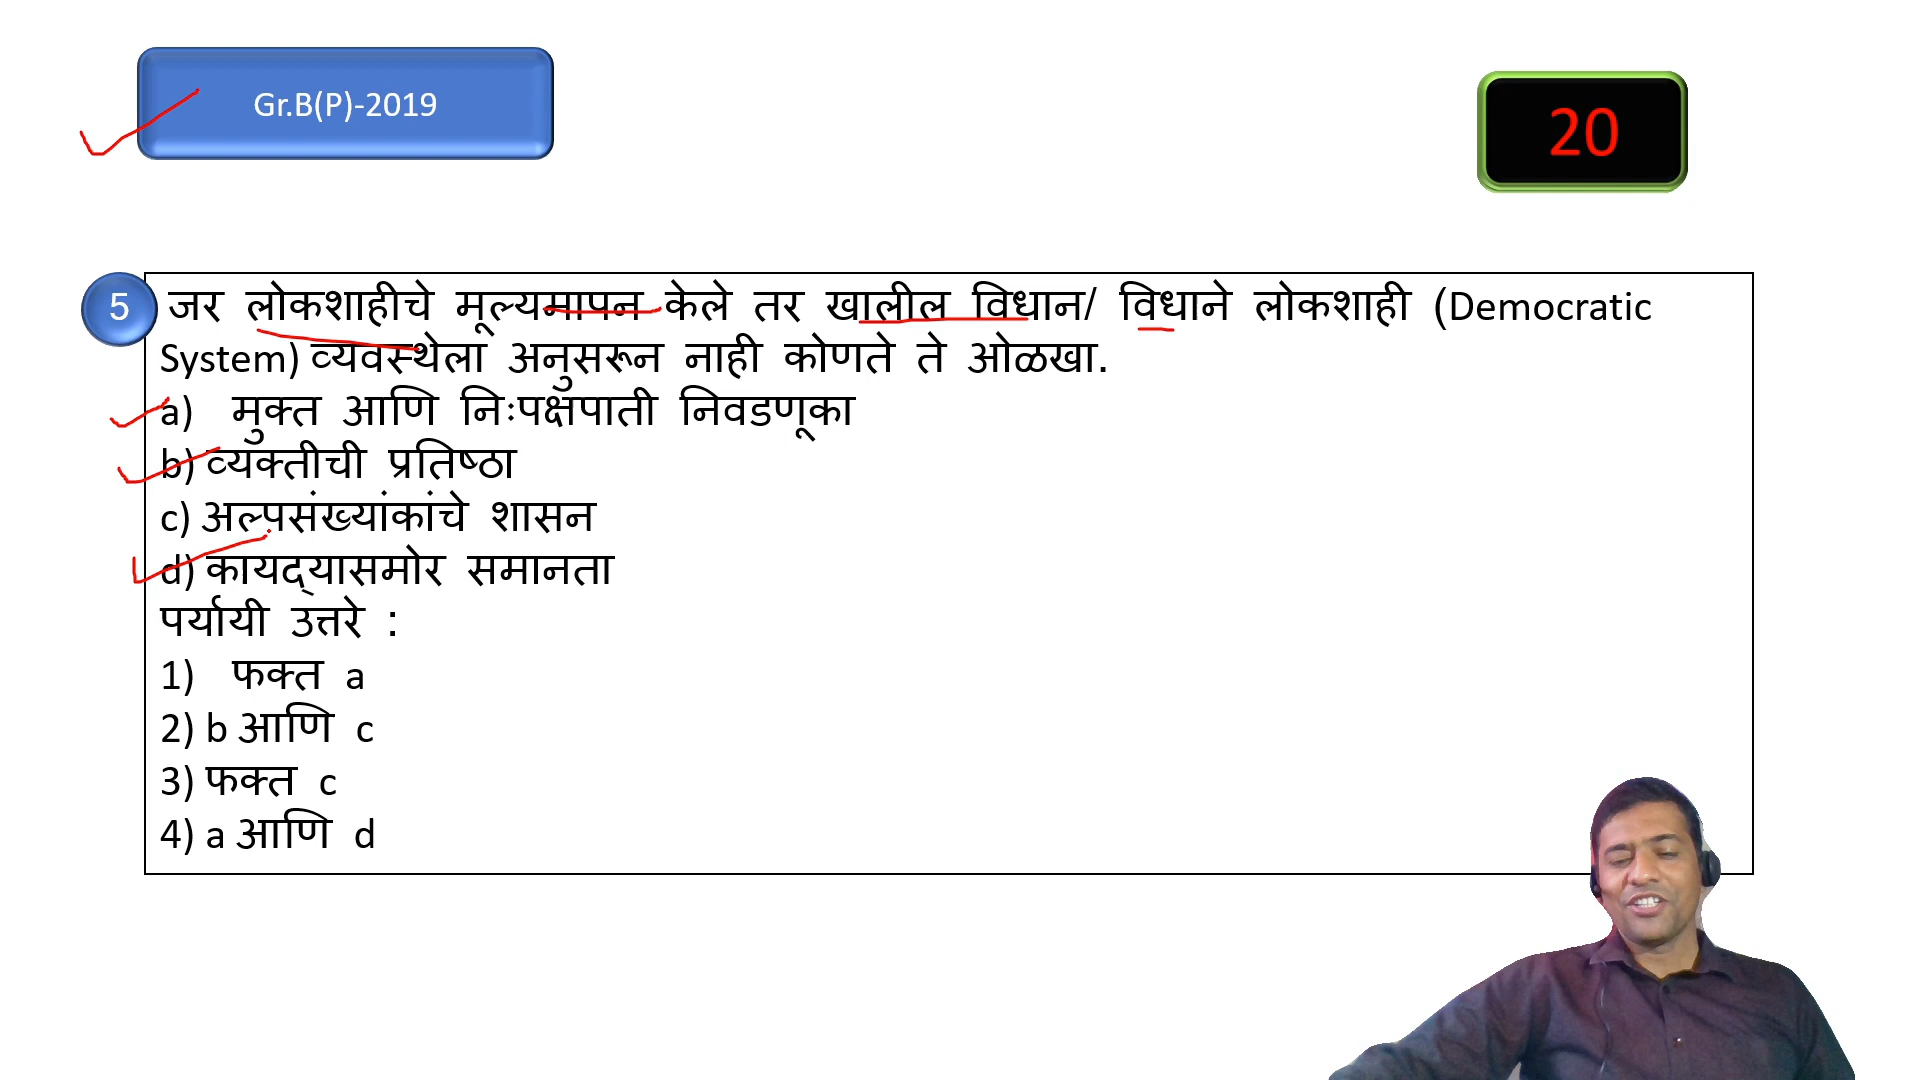 Gr.B(P)-2019
20
5
जर लोकशाहीचे मूल्यमापन केले तर खालील विधान/ विधाने लोकशाही (Democratic
System) व्यवस्थेला अनुसरून नाही कोणते ते ओळखा.
a) मुक्त आणि निःपक्षपाती निवडणूका
b) व्यक्तीची प्रतिष्ठा
c) अल्पसंख्यांकांचे शासन
d) कायद्यासमोर समानता
पर्यायी उत्तरे :
1) फक्त a
2) b आणि c
3) फक्त c
4) a आणि d